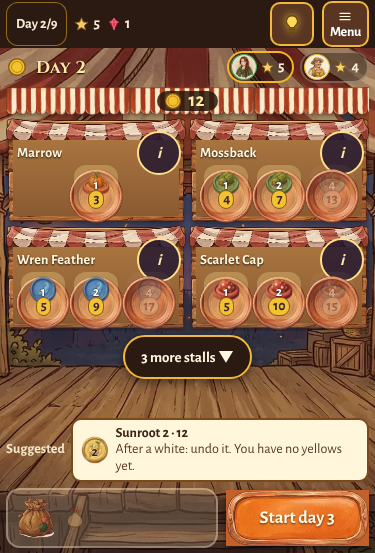 Day 2/9
5
1
Menu
DAY 2
5
4
12
Marrow
i
1
3
Mossback
i
1
4
2
7
4
13
Wren Feather
i
1
5
2
9
4
17
Scarlet Cap
i
1
5
2
10
4
15
3 more stalls
Suggested
2
Sunroot 2 · 12
After a white: undo it. You have no yellows
yet.
Start day 3